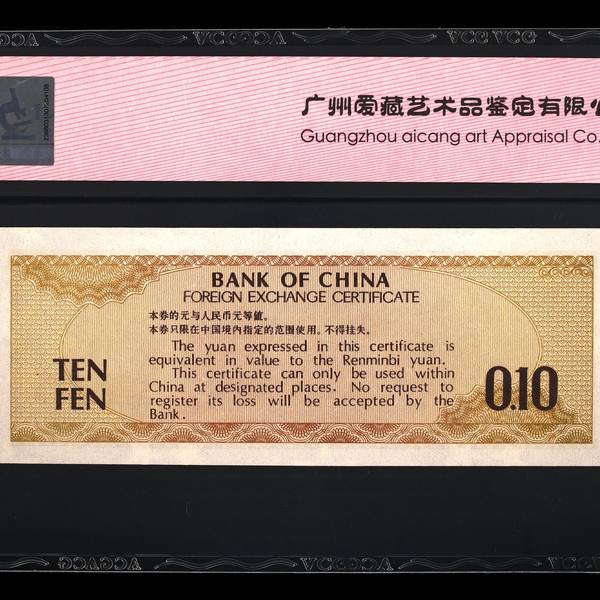 广州爱藏艺术品鉴定有限公
Guangzhou aicang art Appraisal Co.
BANK OF CHINA
FOREIGN EXCHANGE CERTIFICATE
本券的元与人民币元等值。
本券只限在中国境内指定的范围使用。不得挂失。
The yuan expressed in this certificate is
equivalent in value to the Renminbi yuan.
This certificate can only be used within
China at designated places. No request to
register its loss will be accepted by the
Bank.
TEN
FEN
0.10